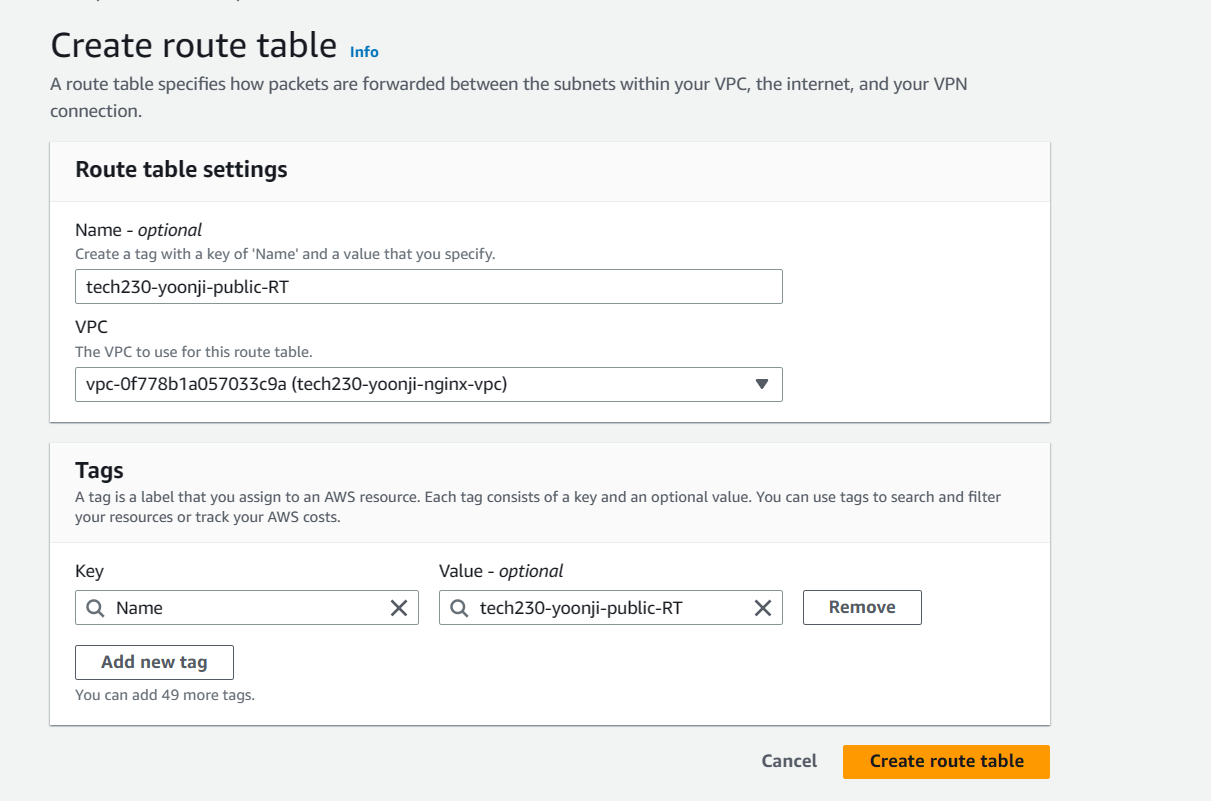 Create route table Info
A route table specifies how packets are forwarded between the subnets within your VPC, the internet, and your VPN
connection.
Route table settings
Name - optional
Create a tag with a key of 'Name' and a value that you specify.
tech230-yoonji-public-RT
VPC
The VPC to use for this route table.
vpc-0f778b1a057033c9a (tech230-yoonji-nginx-vpc)
Tags
A tag is a label that you assign to an AWS resource. Each tag consists of a key and an optional value. You can use tags to search and filter
your resources or track your AWS costs.
Key Value - optional
Name tech230-yoonji-public-RT Remove
Add new tag
You can add 49 more tags.
Cancel Create route table